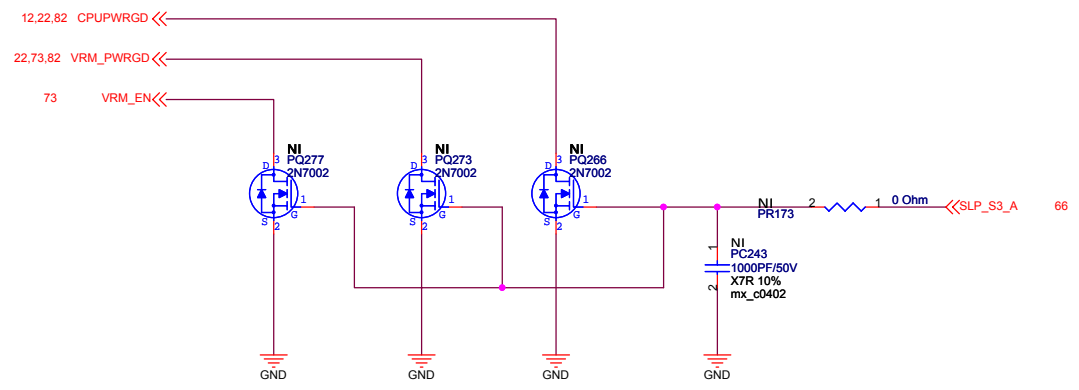 12,22,82 CPUPWRGD
22,73,82 VRM_PWRGD
73 VRM_EN
NI
PQ277
2N7002
D 3
1
G
S 2
NI
PQ273
2N7002
D 3
1
G
S 2
NI
PQ266
2N7002
D 3
1
G
S 2
NI
PR173
2
1
0 Ohm
SLP_S3_A 66
1
NI
PC243
1000PF/50V
X7R 10%
mx_c0402
2
GND
GND
GND
GND